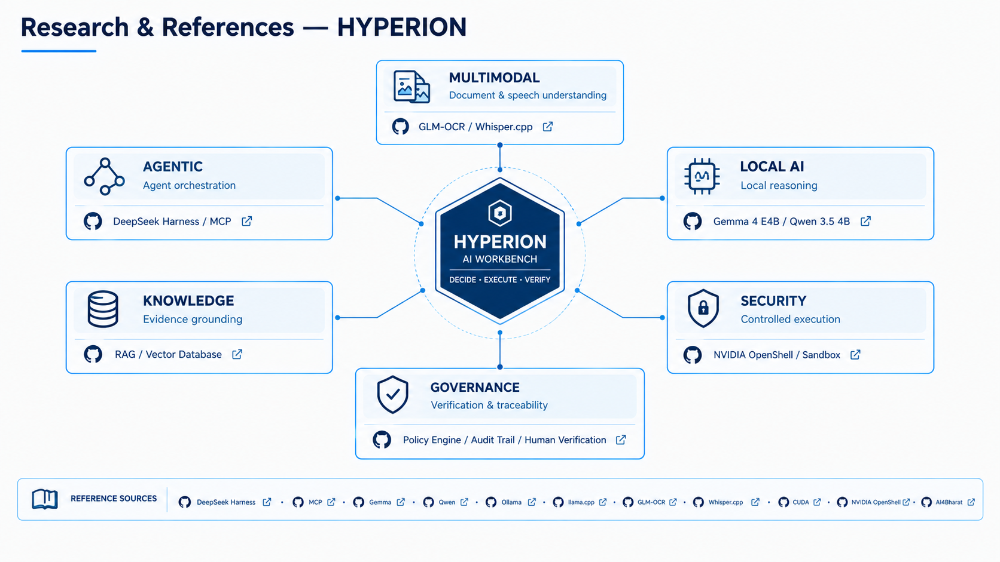 Research & References — HYPERION
MULTIMODAL
Document & speech understanding
GLM-OCR / Whisper.cpp
AGENTIC
Agent orchestration
DeepSeek Harness / MCP
LOCAL AI
Local reasoning
Gemma 4 E4B / Qwen 3.5 4B
HYPERION
AI WORKBENCH
DECIDE • EXECUTE • VERIFY
KNOWLEDGE
Evidence grounding
RAG / Vector Database
SECURITY
Controlled execution
NVIDIA OpenShell / Sandbox
GOVERNANCE
Verification & traceability
Policy Engine / Audit Trail / Human Verification
REFERENCE SOURCES
DeepSeek Harness • MCP • Gemma • Qwen • Ollama • llama.cpp • GLM-OCR • Whisper.cpp • CUDA • NVIDIA OpenShell • AI4Bharat